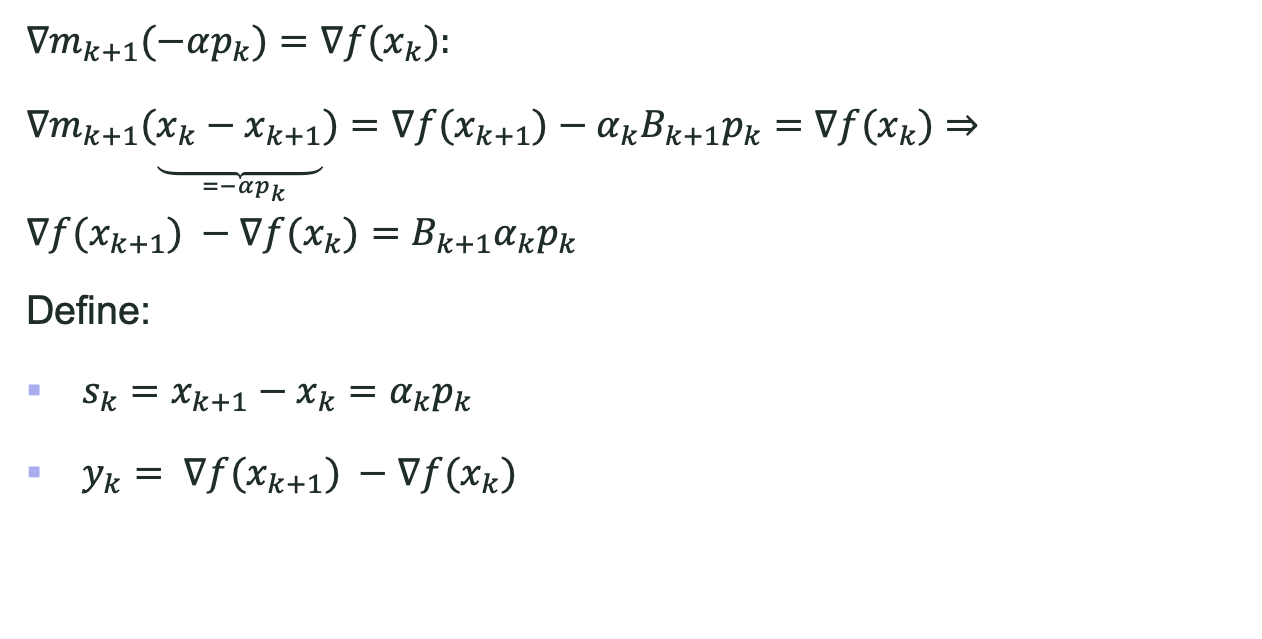 ∇m_{k+1}(−αp_k) = ∇f(x_k):
∇m_{k+1}(x_k − x_{k+1}) = ∇f(x_{k+1}) − α_k B_{k+1} p_k = ∇f(x_k) ⇒
=−αp_k
∇f(x_{k+1}) − ∇f(x_k) = B_{k+1} α_k p_k
Define:
▪ s_k = x_{k+1} − x_k = α_k p_k
▪ y_k = ∇f(x_{k+1}) − ∇f(x_k)